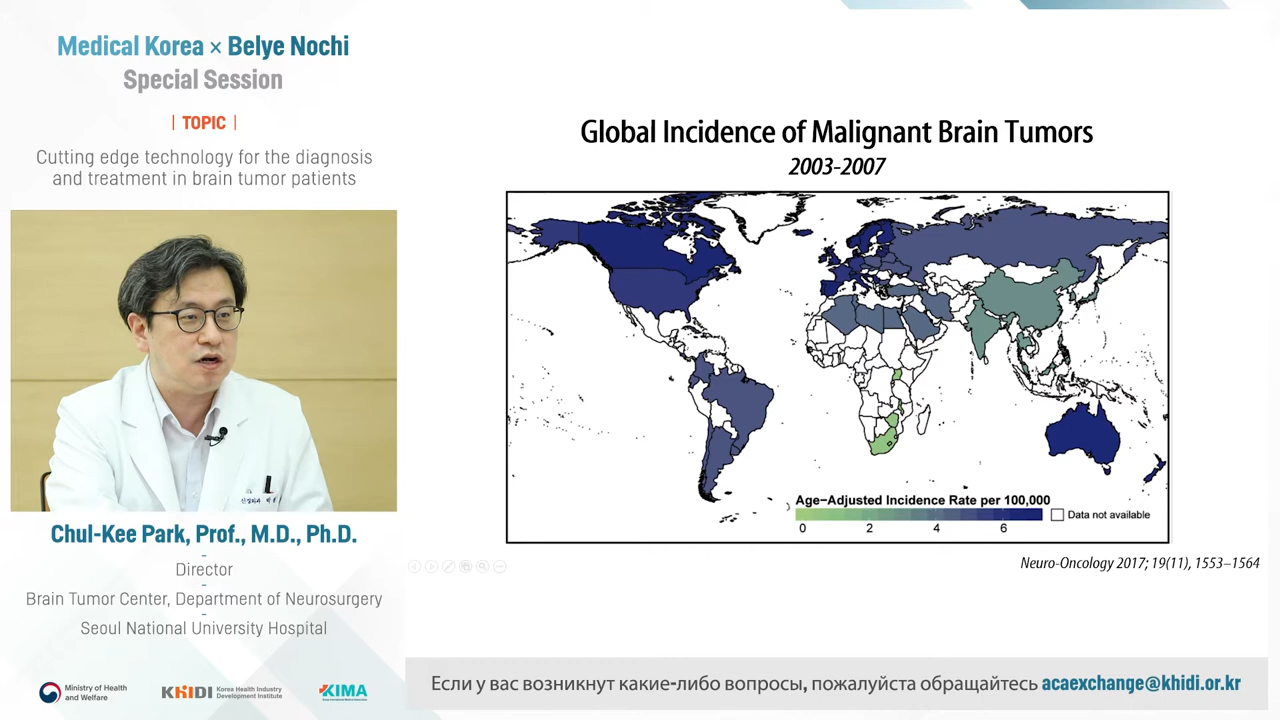 Medical Korea × Belye Nochi
Special Session
| TOPIC |
Cutting edge technology for the diagnosis
and treatment in brain tumor patients
Chul-Kee Park, Prof., M.D., Ph.D.
-
Director
-
Brain Tumor Center, Department of Neurosurgery
-
Seoul National University Hospital
Ministry of Health
and Welfare
KHIDI
Korea Health Industry
Development Institute
KIMA
Global Incidence of Malignant Brain Tumors
2003-2007
Age-Adjusted Incidence Rate per 100,000
0 2 4 6
Data not available
Neuro-Oncology 2017; 19(11), 1553–1564
Если у вас возникнут какие-либо вопросы, пожалуйста обращайтесь acaexchange@khidi.or.kr